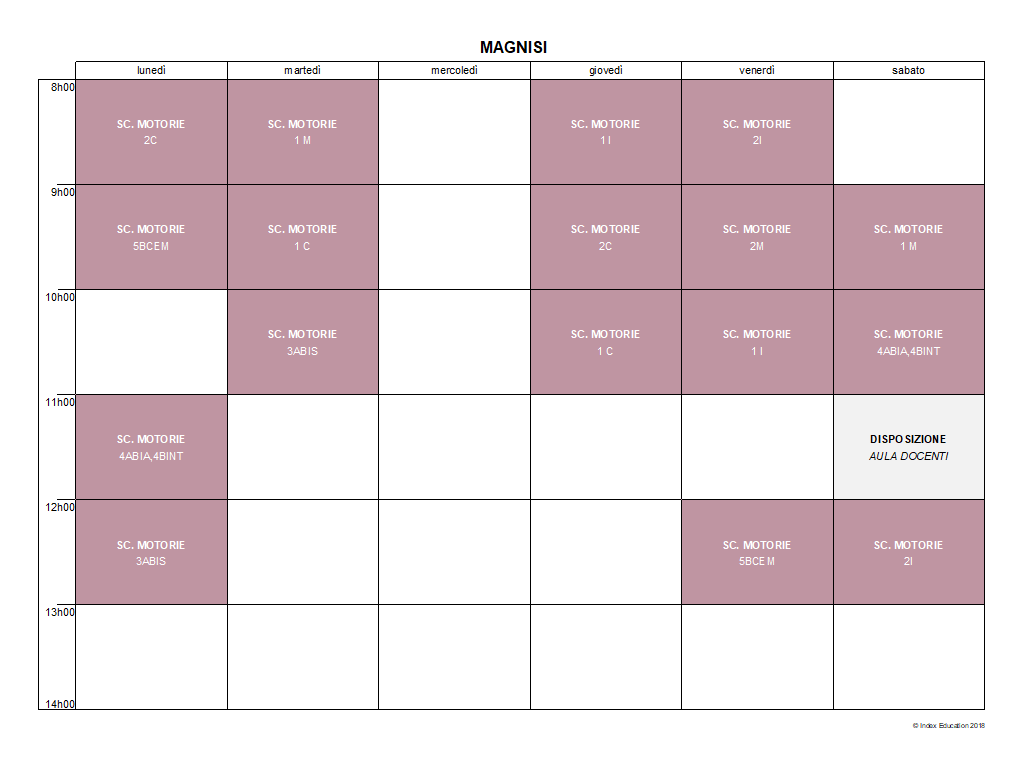 MAGNISI
lunedì martedì mercoledì giovedì venerdì sabato
8h00
SC. MOTORIE SC. MOTORIE SC. MOTORIE SC. MOTORIE
2C 1 M 1 I 2I
9h00
SC. MOTORIE SC. MOTORIE SC. MOTORIE SC. MOTORIE SC. MOTORIE
5BCEM 1 C 2C 2M 1 M
10h00
SC. MOTORIE SC. MOTORIE SC. MOTORIE SC. MOTORIE
3ABIS 1 C 1 I 4ABIA,4BINT
11h00
SC. MOTORIE DISPOSIZIONE
4ABIA,4BINT AULA DOCENTI
12h00
SC. MOTORIE SC. MOTORIE SC. MOTORIE
3ABIS 5BCEM 2I
13h00
14h00
© Index Education 2018